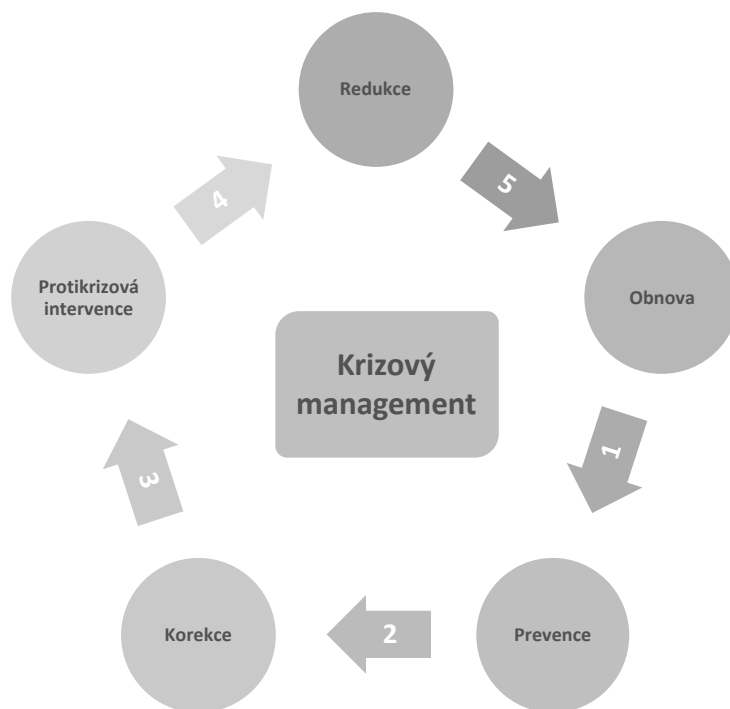 Redukce
4
5
Protikrizová
intervence
Obnova
Krizový
management
3
1
Korekce
2
Prevence